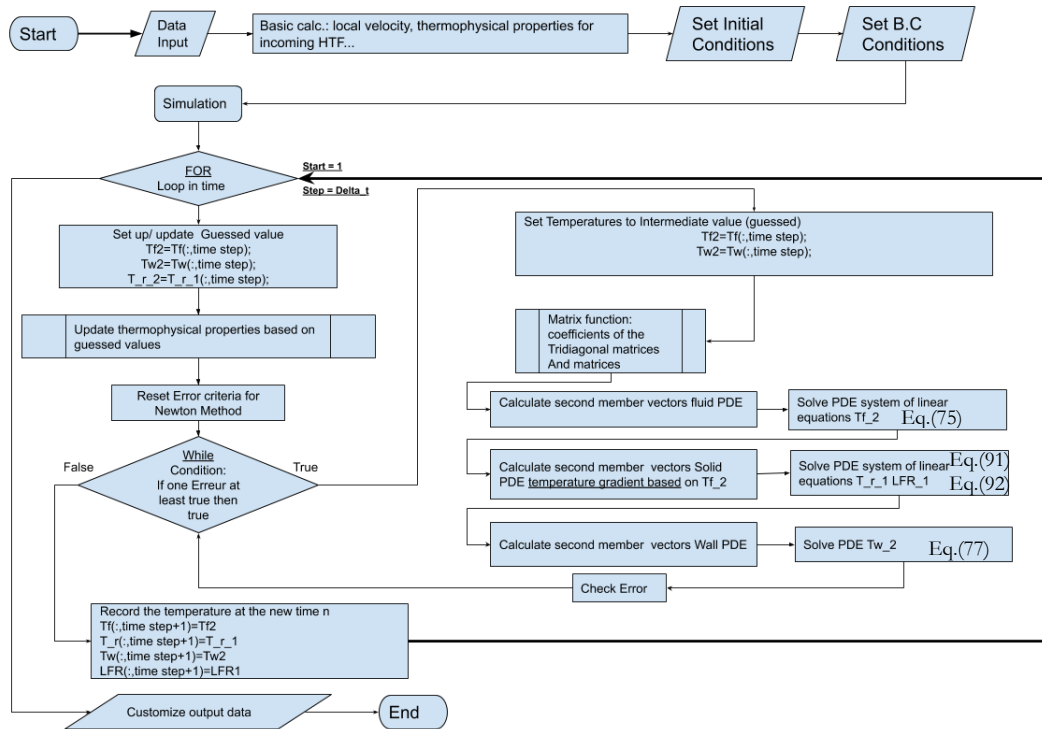 Start
Data
Input
Basic calc.: local velocity, thermophysical properties for
incoming HTF...
Set Initial
Conditions
Set B.C
Conditions
Simulation
FOR
Loop in time
Start = 1
Step = Delta_t
Set up/ update  Guessed value
Tf2=Tf(:,time step);
Tw2=Tw(:,time step);
T_r_2=T_r_1(:,time step);
Update thermophysical properties based on
guessed values
Reset Error criteria for
Newton Method
False
While
True
Condition:
If one Erreur at
least true then
true
Set Temperatures to Intermediate value (guessed)
Tf2=Tf(:,time step);
Tw2=Tw(:,time step);
Matrix function:
coefficients of the
Tridiagonal matrices
And matrices
Calculate second member vectors fluid PDE
Solve PDE system of linear
equations Tf_2 Eq.(75)
Calculate second member  vectors Solid
PDE temperature gradient based on Tf_2
Solve PDE system of linear Eq.(91)
equations T_r_1 LFR_1 Eq.(92)
Calculate second member  vectors Wall PDE
Solve PDE Tw_2 Eq.(77)
Check Error
Record the temperature at the new time n
Tf(:,time step+1)=Tf2
T_r(:,time step+1)=T_r_1
Tw(:,time step+1)=Tw2
LFR(:,time step+1)=LFR1
Customize output data
End